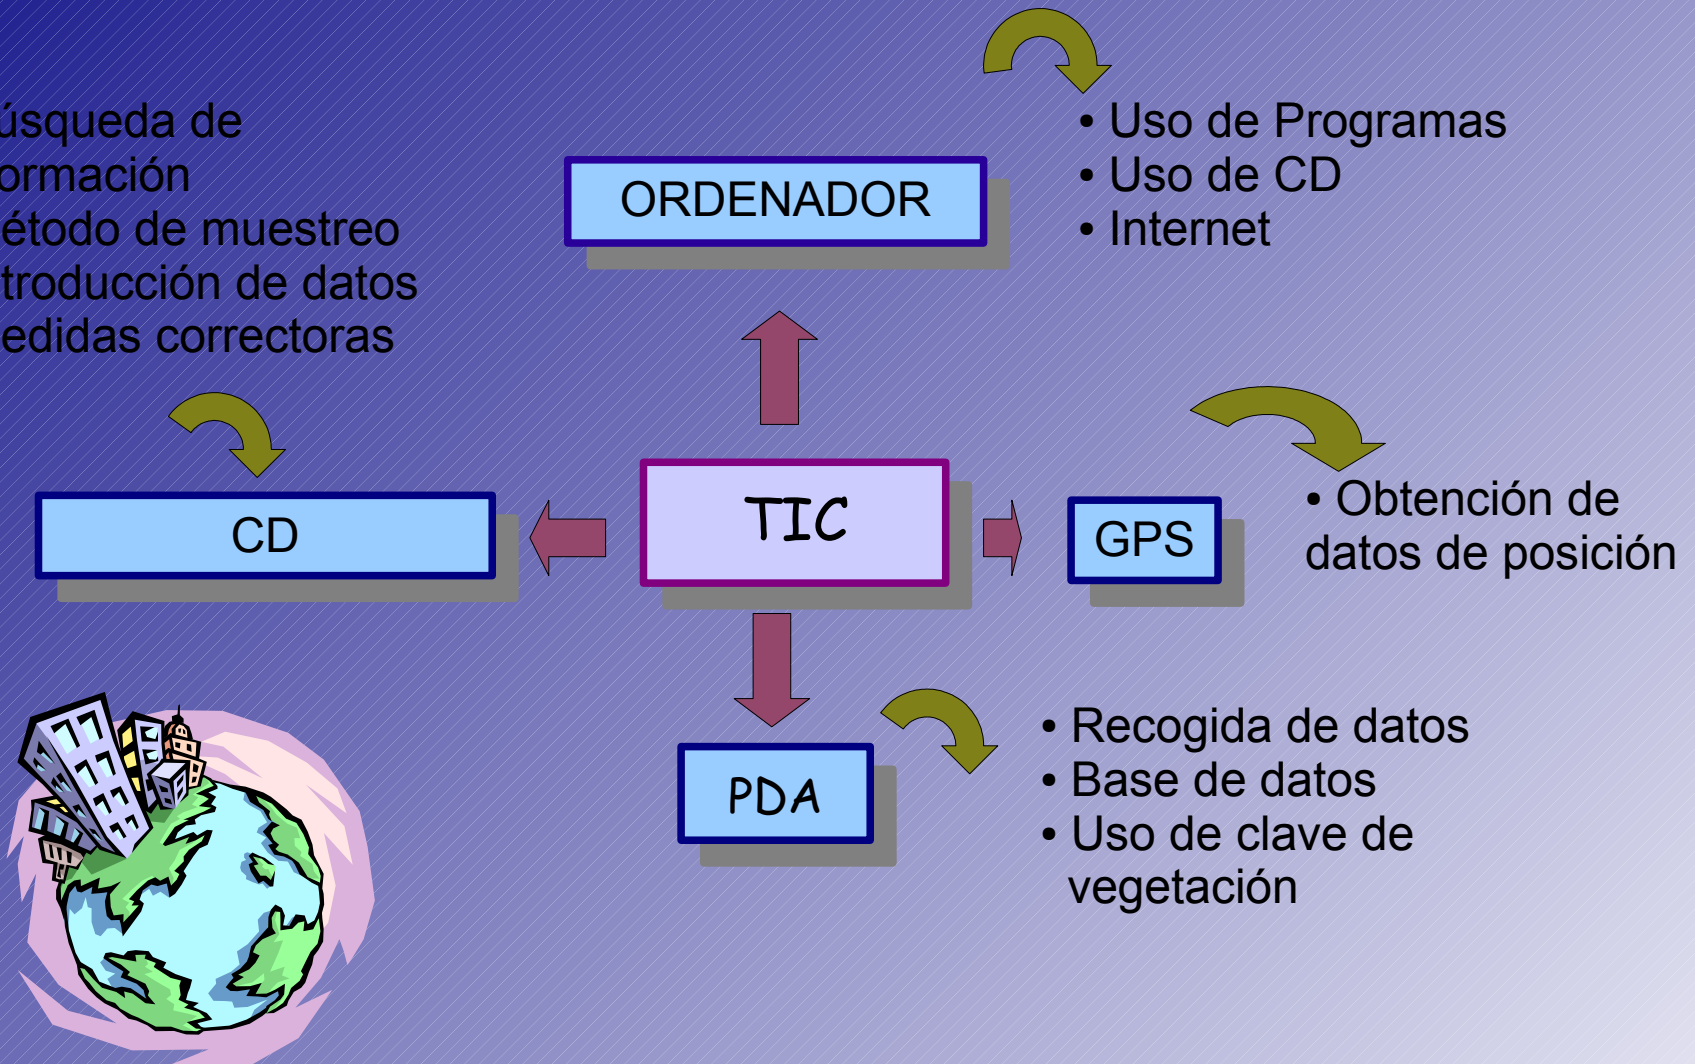 úsqueda de
ormación
étodo de muestreo
troducción de datos
edidas correctoras
ORDENADOR
• Uso de Programas
• Uso de CD
• Internet
CD
TIC
GPS
• Obtención de
datos de posición
PDA
• Recogida de datos
• Base de datos
• Uso de clave de
vegetación